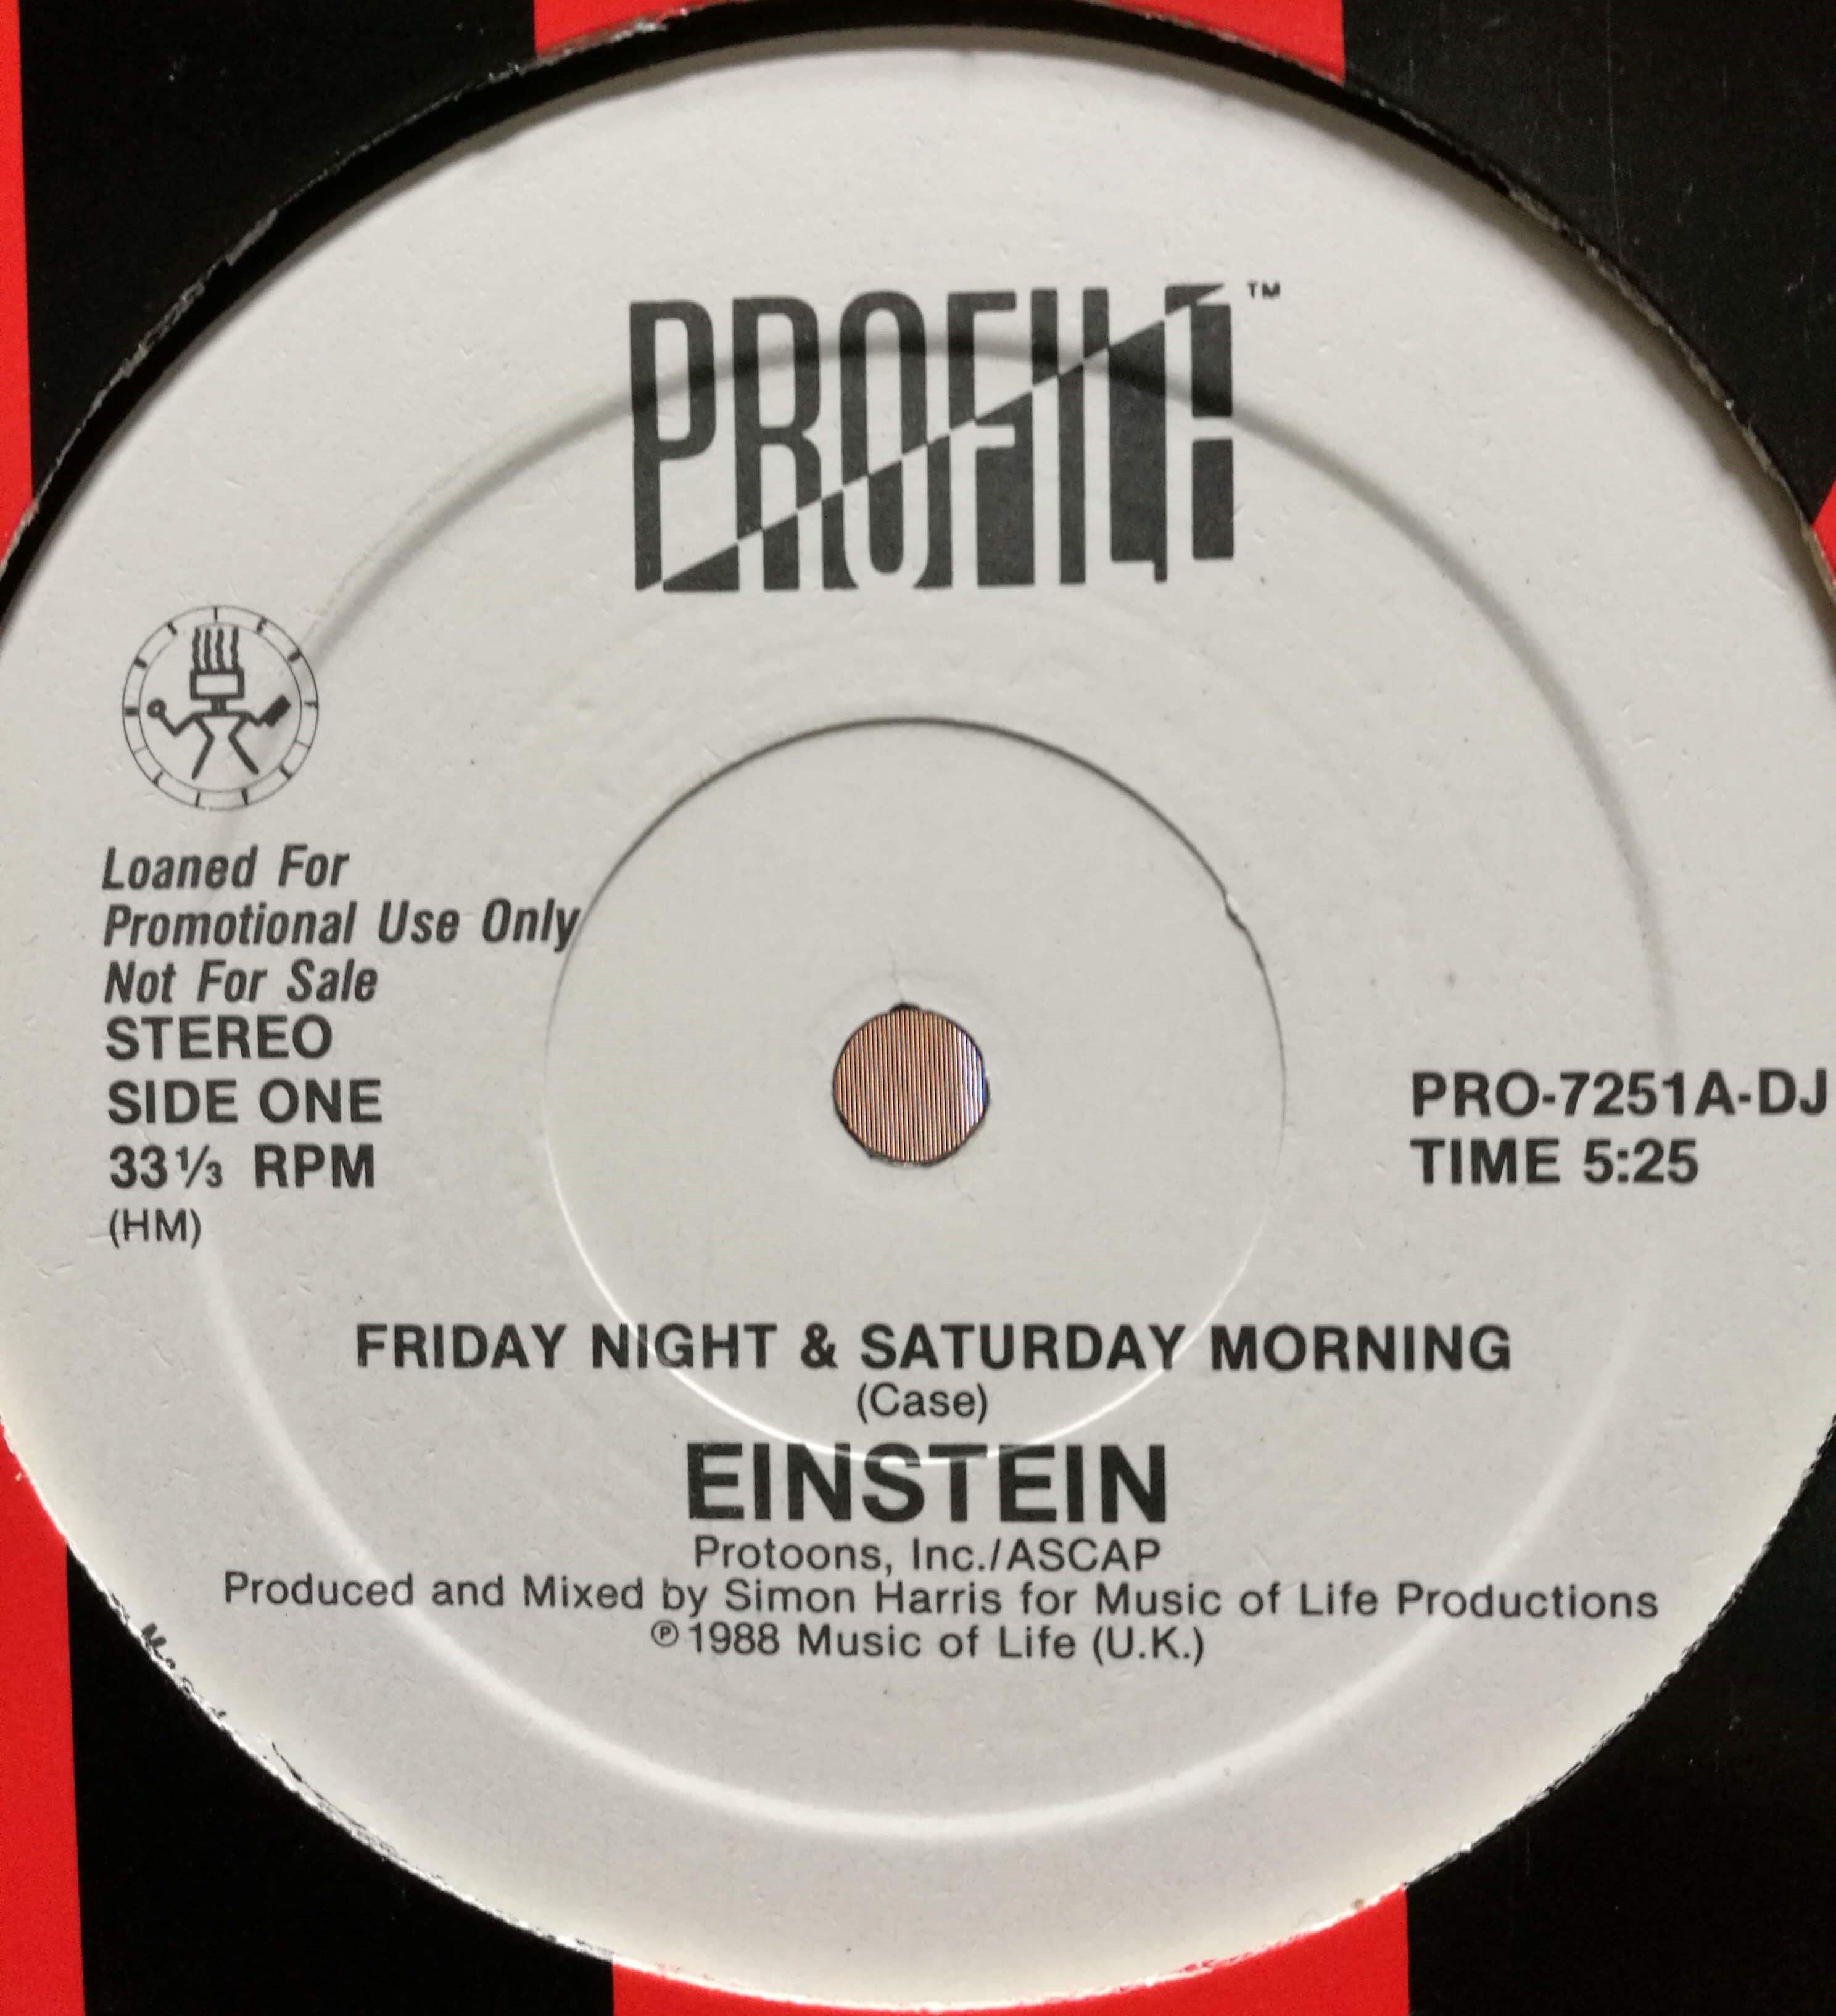 PROFILE™
Loaned For
Promotional Use Only
Not For Sale
STEREO
SIDE ONE
33⅓ RPM
(HM)
PRO-7251A-DJ
TIME 5:25
FRIDAY NIGHT & SATURDAY MORNING
(Case)
EINSTEIN
Protoons, Inc./ASCAP
Produced and Mixed by Simon Harris for Music of Life Productions
℗1988 Music of Life (U.K.)